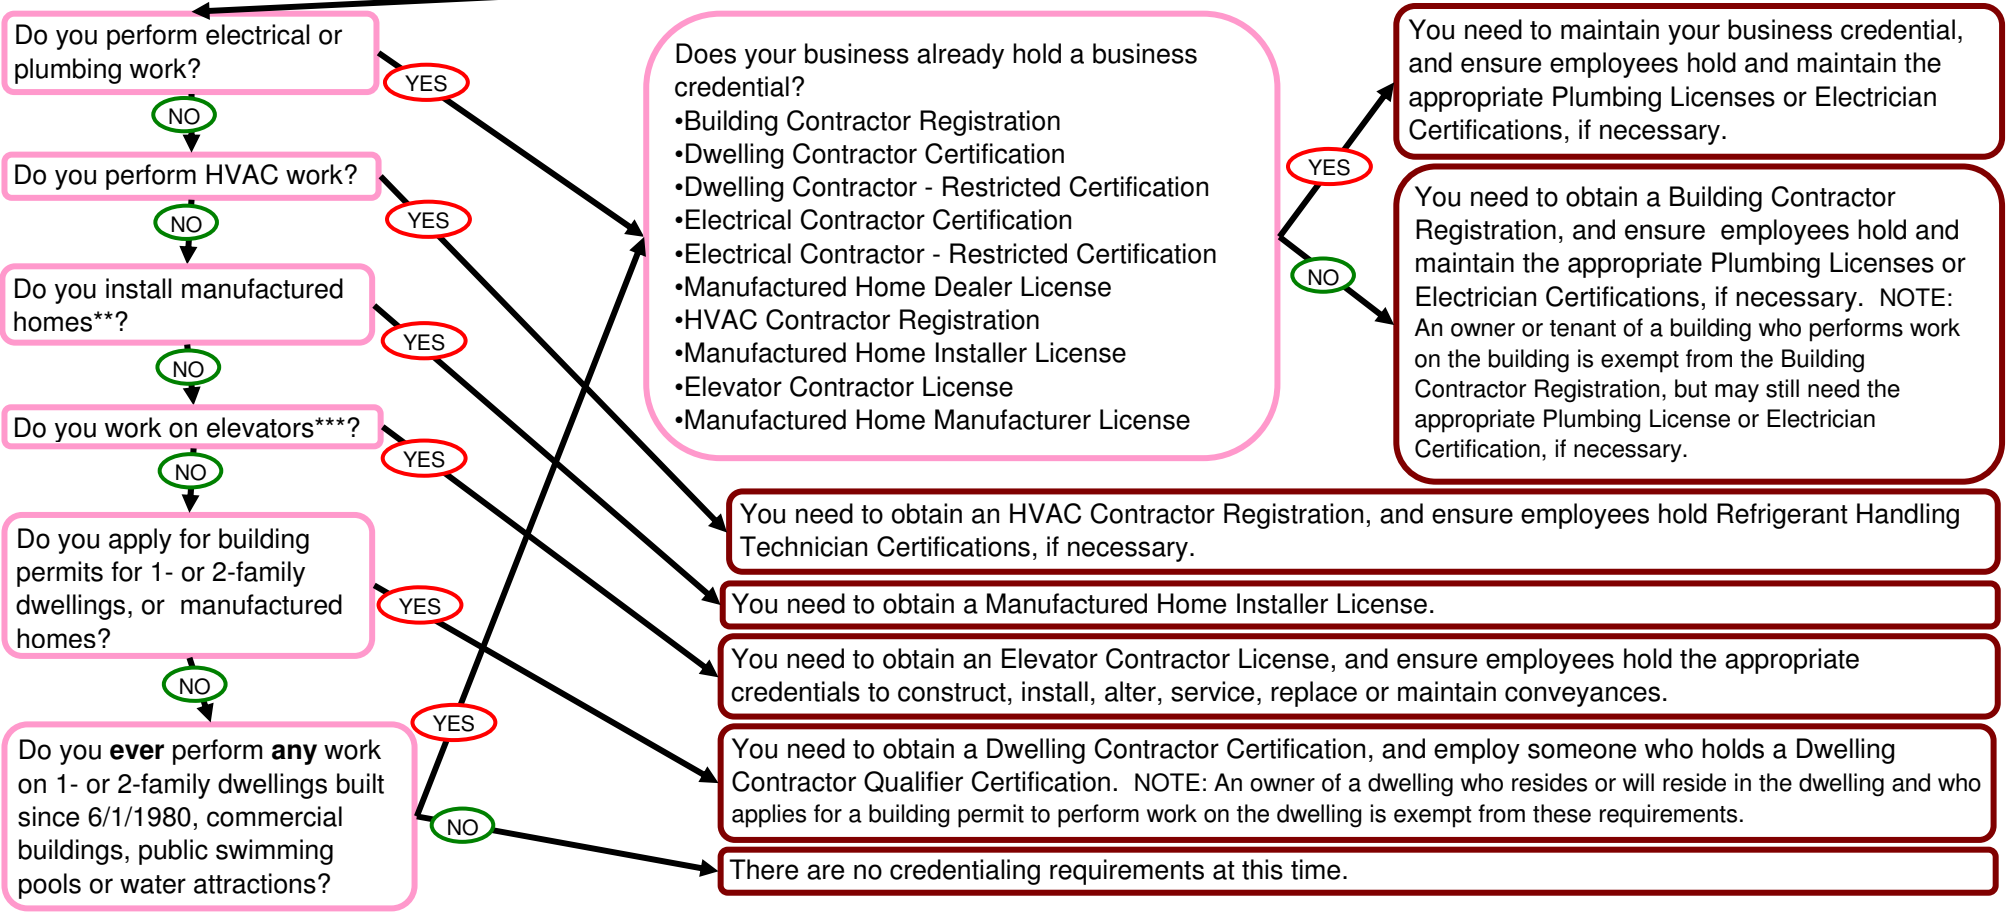 Do you perform electrical or
plumbing work?
YES
NO
Do you perform HVAC work?
YES
NO
Do you install manufactured
homes**?
YES
NO
Do you work on elevators***?
YES
NO
Do you apply for building
permits for 1- or 2-family
dwellings, or manufactured
homes?
YES
NO
Do you ever perform any work
on 1- or 2-family dwellings built
since 6/1/1980, commercial
buildings, public swimming
pools or water attractions?
YES
NO
Does your business already hold a business
credential?
•Building Contractor Registration
•Dwelling Contractor Certification
•Dwelling Contractor - Restricted Certification
•Electrical Contractor Certification
•Electrical Contractor - Restricted Certification
•Manufactured Home Dealer License
•HVAC Contractor Registration
•Manufactured Home Installer License
•Elevator Contractor License
•Manufactured Home Manufacturer License
YES
NO
You need to maintain your business credential,
and ensure employees hold and maintain the
appropriate Plumbing Licenses or Electrician
Certifications, if necessary.
You need to obtain a Building Contractor
Registration, and ensure employees hold and
maintain the appropriate Plumbing Licenses or
Electrician Certifications, if necessary. NOTE:
An owner or tenant of a building who performs work
on the building is exempt from the Building
Contractor Registration, but may still need the
appropriate Plumbing License or Electrician
Certification, if necessary.
You need to obtain an HVAC Contractor Registration, and ensure employees hold Refrigerant Handling
Technician Certifications, if necessary.
You need to obtain a Manufactured Home Installer License.
You need to obtain an Elevator Contractor License, and ensure employees hold the appropriate
credentials to construct, install, alter, service, replace or maintain conveyances.
You need to obtain a Dwelling Contractor Certification, and employ someone who holds a Dwelling
Contractor Qualifier Certification. NOTE: An owner of a dwelling who resides or will reside in the dwelling and who
applies for a building permit to perform work on the dwelling is exempt from these requirements.
There are no credentialing requirements at this time.